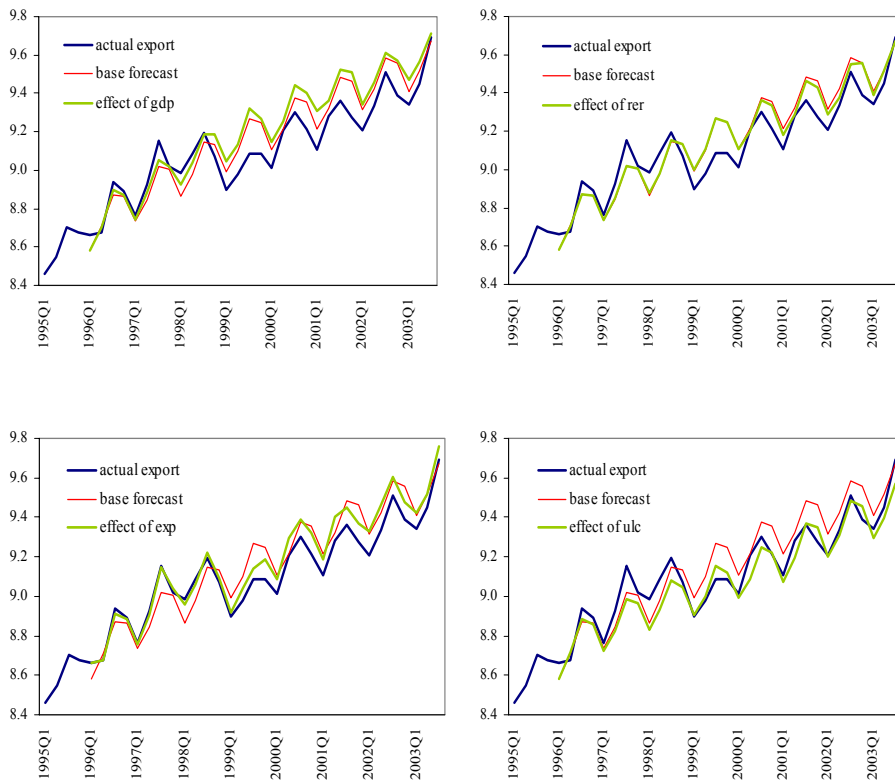 9.8
9.6
9.4
9.2
9.0
8.8
8.6
8.4
actual export
base forecast
effect of gdp
1995Q1
1996Q1
1997Q1
1998Q1
1999Q1
2000Q1
2001Q1
2002Q1
2003Q1
9.8
9.6
9.4
9.2
9.0
8.8
8.6
8.4
actual export
base forecast
effect of rer
1995Q1
1996Q1
1997Q1
1998Q1
1999Q1
2000Q1
2001Q1
2002Q1
2003Q1
9.8
9.6
9.4
9.2
9.0
8.8
8.6
8.4
actual export
base forecast
effect of exp
1995Q1
1996Q1
1997Q1
1998Q1
1999Q1
2000Q1
2001Q1
2002Q1
2003Q1
9.8
9.6
9.4
9.2
9.0
8.8
8.6
8.4
actual export
base forecast
effect of ulc
1995Q1
1996Q1
1997Q1
1998Q1
1999Q1
2000Q1
2001Q1
2002Q1
2003Q1